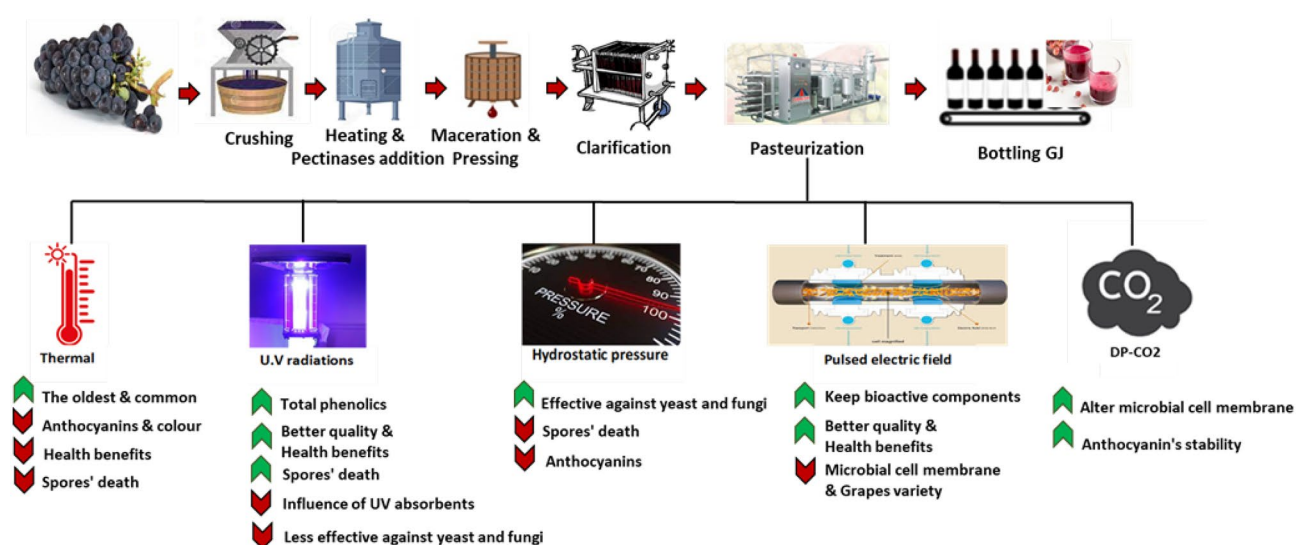 Crushing
Heating &
Pectinases addition
Maceration &
Pressing
Clarification
Pasteurization
Bottling GJ
Thermal
The oldest & common
Anthocyanins & colour
Health benefits
Spores' death
U.V radiations
Total phenolics
Better quality &
Health benefits
Spores' death
Influence of UV absorbents
Less effective against yeast and fungi
PRESSURE
%
70
80
90
100
Hydrostatic pressure
Effective against yeast and fungi
Spores' death
Anthocyanins
Pulsed electric field
Keep bioactive components
Better quality &
Health benefits
Microbial cell membrane
& Grapes variety
CO2
DP-CO2
Alter microbial cell membrane
Anthocyanin's stability